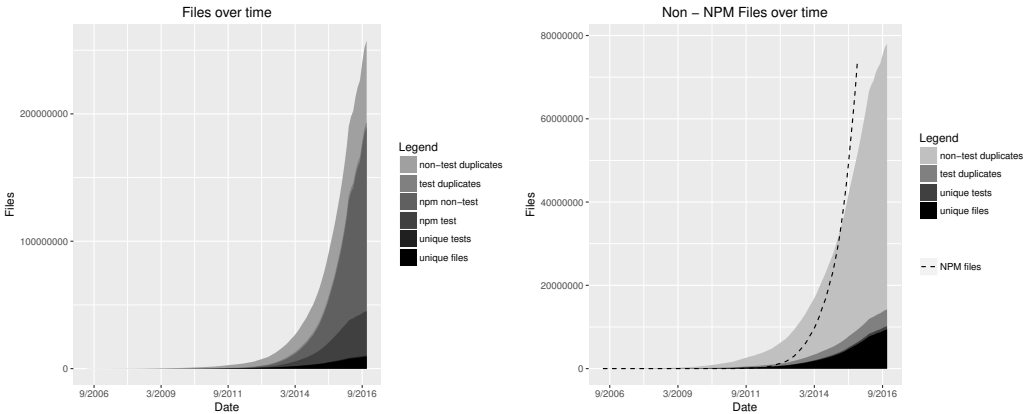 Files over time
Files
200000000
100000000
0
9/2006
3/2009
9/2011
3/2014
9/2016
Date
Legend
non−test duplicates
test duplicates
npm non−test
npm test
unique tests
unique files
Non − NPM Files over time
Files
80000000
60000000
40000000
20000000
0
9/2006
3/2009
9/2011
3/2014
9/2016
Date
Legend
non−test duplicates
test duplicates
unique tests
unique files
NPM files